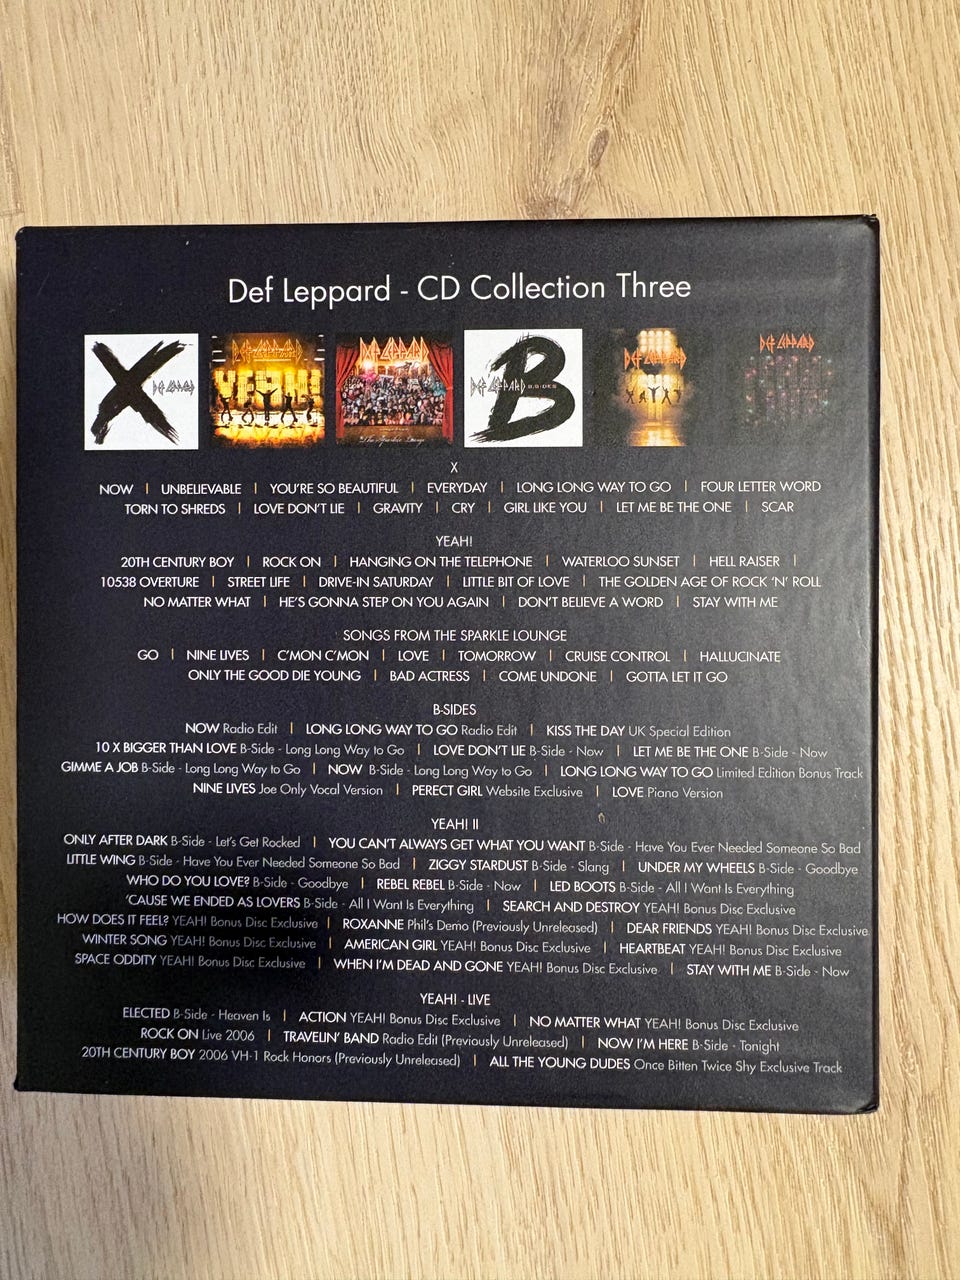 Def Leppard - CD Collection Three
X DEF LEPPARD
DEF LEPPARD
YEAH!
DEF LEPPARD
B DEF LEPPARD B.SIDES
DEF LEPPARD
DEF LEPPARD
X
NOW | UNBELIEVABLE | YOU'RE SO BEAUTIFUL | EVERYDAY | LONG LONG WAY TO GO | FOUR LETTER WORD
TORN TO SHREDS | LOVE DON'T LIE | GRAVITY | CRY | GIRL LIKE YOU | LET ME BE THE ONE | SCAR
YEAH!
20TH CENTURY BOY | ROCK ON | HANGING ON THE TELEPHONE | WATERLOO SUNSET | HELL RAISER |
10538 OVERTURE | STREET LIFE | DRIVE-IN SATURDAY | LITTLE BIT OF LOVE | THE GOLDEN AGE OF ROCK 'N' ROLL
NO MATTER WHAT | HE'S GONNA STEP ON YOU AGAIN | DON'T BELIEVE A WORD | STAY WITH ME
SONGS FROM THE SPARKLE LOUNGE
GO | NINE LIVES | C'MON C'MON | LOVE | TOMORROW | CRUISE CONTROL | HALLUCINATE
ONLY THE GOOD DIE YOUNG | BAD ACTRESS | COME UNDONE | GOTTA LET IT GO
B-SIDES
NOW Radio Edit | LONG LONG WAY TO GO Radio Edit | KISS THE DAY UK Special Edition
10 X BIGGER THAN LOVE B-Side - Long Long Way to Go | LOVE DON'T LIE B-Side - Now | LET ME BE THE ONE B-Side - Now
GIMME A JOB B-Side - Long Long Way to Go | NOW B-Side - Long Long Way to Go | LONG LONG WAY TO GO Limited Edition Bonus Track
NINE LIVES Joe Only Vocal Version | PERECT GIRL Website Exclusive | LOVE Piano Version
YEAH! II
ONLY AFTER DARK B-Side - Let's Get Rocked | YOU CAN'T ALWAYS GET WHAT YOU WANT B-Side - Have You Ever Needed Someone So Bad
LITTLE WING B-Side - Have You Ever Needed Someone So Bad | ZIGGY STARDUST B-Side - Slang | UNDER MY WHEELS B-Side - Goodbye
WHO DO YOU LOVE? B-Side - Goodbye | REBEL REBEL B-Side - Now | LED BOOTS B-Side - All I Want Is Everything
'CAUSE WE ENDED AS LOVERS B-Side - All I Want Is Everything | SEARCH AND DESTROY YEAH! Bonus Disc Exclusive
HOW DOES IT FEEL? YEAH! Bonus Disc Exclusive | ROXANNE Phil's Demo (Previously Unreleased) | DEAR FRIENDS YEAH! Bonus Disc Exclusive
WINTER SONG YEAH! Bonus Disc Exclusive | AMERICAN GIRL YEAH! Bonus Disc Exclusive | HEARTBEAT YEAH! Bonus Disc Exclusive
SPACE ODDITY YEAH! Bonus Disc Exclusive | WHEN I'M DEAD AND GONE YEAH! Bonus Disc Exclusive | STAY WITH ME B-Side - Now
YEAH! - LIVE
ELECTED B-Side - Heaven Is | ACTION YEAH! Bonus Disc Exclusive | NO MATTER WHAT YEAH! Bonus Disc Exclusive
ROCK ON Live 2006 | TRAVELIN' BAND Radio Edit (Previously Unreleased) | NOW I'M HERE B-Side - Tonight
20TH CENTURY BOY 2006 VH-1 Rock Honors (Previously Unreleased) | ALL THE YOUNG DUDES Once Bitten Twice Shy Exclusive Track